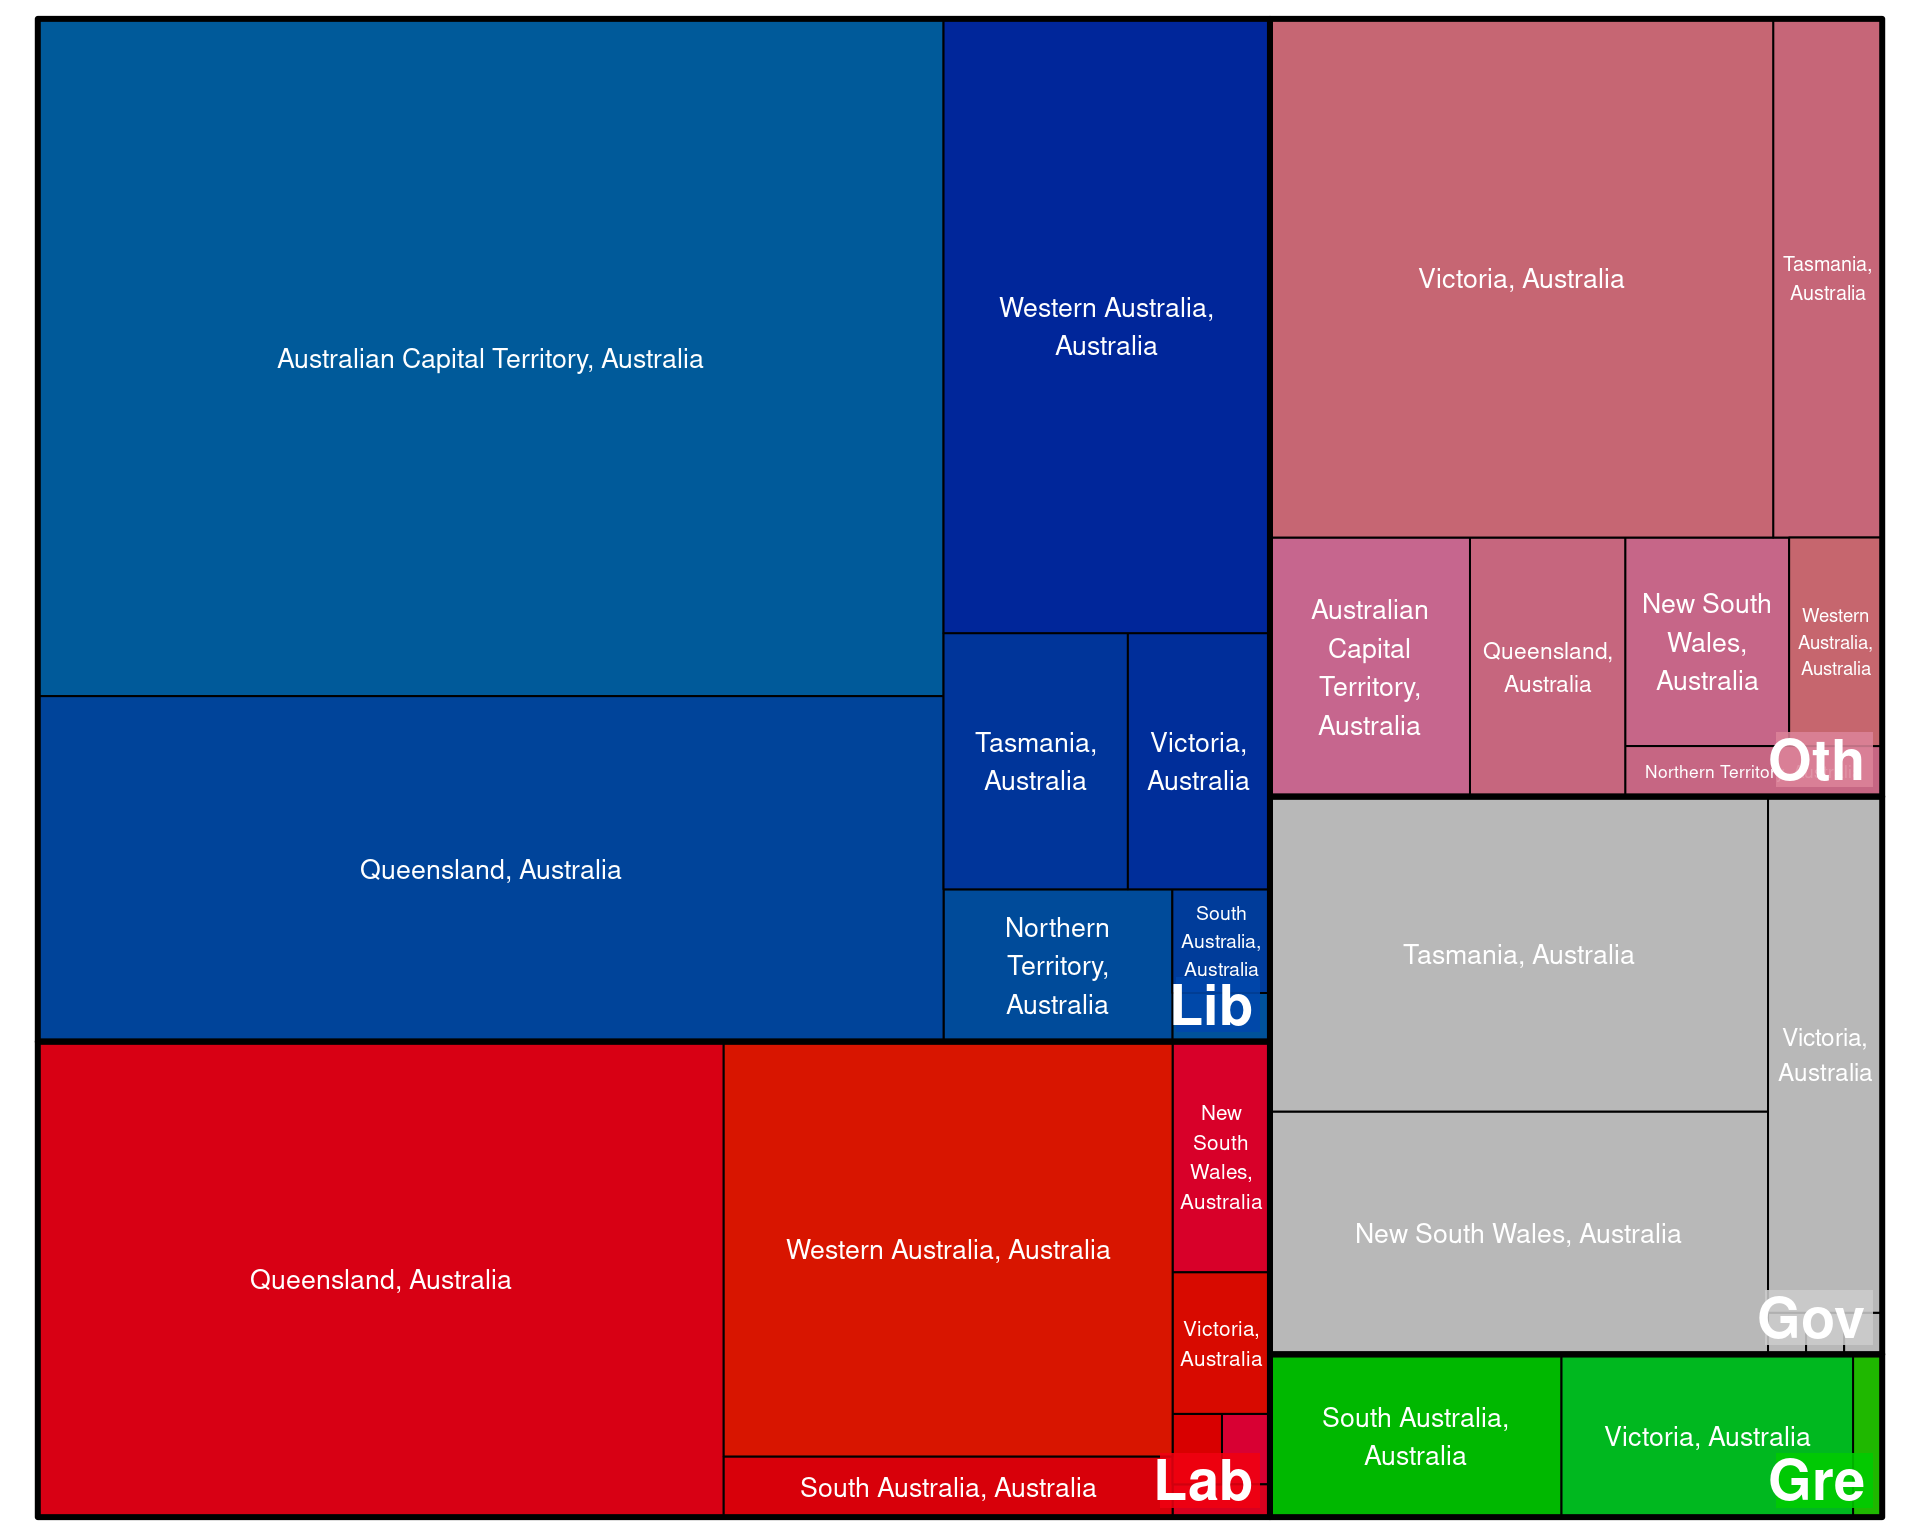 Australian Capital Territory, Australia
Queensland, Australia
Western Australia,
Australia
Tasmania,
Australia
Victoria,
Australia
Northern
Territory,
Australia
South
Australia,
Australia
Lib
Queensland, Australia
Western Australia, Australia
South Australia, Australia
New
South
Wales,
Australia
Victoria,
Australia
Lab
Victoria, Australia
Tasmania,
Australia
Australian
Capital
Territory,
Australia
Queensland,
Australia
New South
Wales,
Australia
Western
Australia,
Australia
Northern
Oth
Tasmania, Australia
New South Wales, Australia
Victoria,
Australia
Gov
South Australia,
Australia
Victoria, Australia
Gre